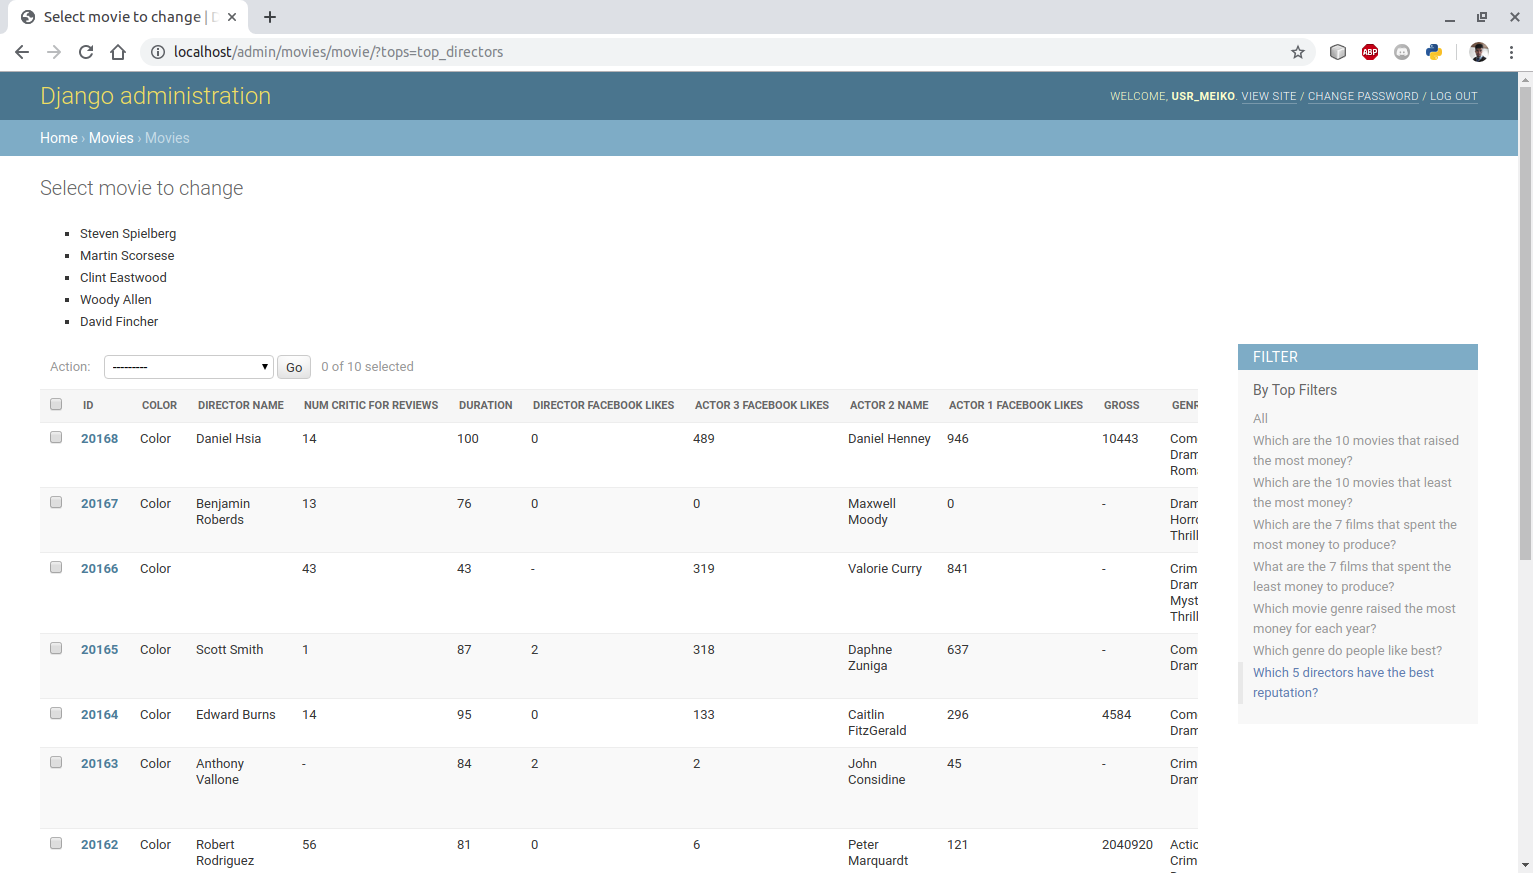 Select movie to change | D
localhost/admin/movies/movie/?tops=top_directors
ABP
Django administration
WELCOME, USR_MEIKO. VIEW SITE / CHANGE PASSWORD / LOG OUT
Home › Movies › Movies
Select movie to change
Steven Spielberg
Martin Scorsese
Clint Eastwood
Woody Allen
David Fincher
Action: --------- Go 0 of 10 selected
ID COLOR DIRECTOR NAME NUM CRITIC FOR REVIEWS DURATION DIRECTOR FACEBOOK LIKES ACTOR 3 FACEBOOK LIKES ACTOR 2 NAME ACTOR 1 FACEBOOK LIKES GROSS GENR
20168 Color Daniel Hsia 14 100 0 489 Daniel Henney 946 10443 Com
Dram
Roma
20167 Color Benjamin 13 76 0 0 Maxwell 0 - Dram
Roberds Moody Horro
Thrill
20166 Color 43 43 - 319 Valorie Curry 841 - Crim
Dram
Myst
Thrill
20165 Color Scott Smith 1 87 2 318 Daphne 637 - Com
Zuniga Dram
20164 Color Edward Burns 14 95 0 133 Caitlin 296 4584 Com
FitzGerald Dram
20163 Color Anthony - 84 2 2 John 45 - Crim
Vallone Considine Dram
20162 Color Robert 56 81 0 6 Peter 121 2040920 Actio
Rodriguez Marquardt Crim
FILTER
By Top Filters
All
Which are the 10 movies that raised
the most money?
Which are the 10 movies that least
the most money?
Which are the 7 films that spent the
most money to produce?
What are the 7 films that spent the
least money to produce?
Which movie genre raised the most
money for each year?
Which genre do people like best?
Which 5 directors have the best
reputation?